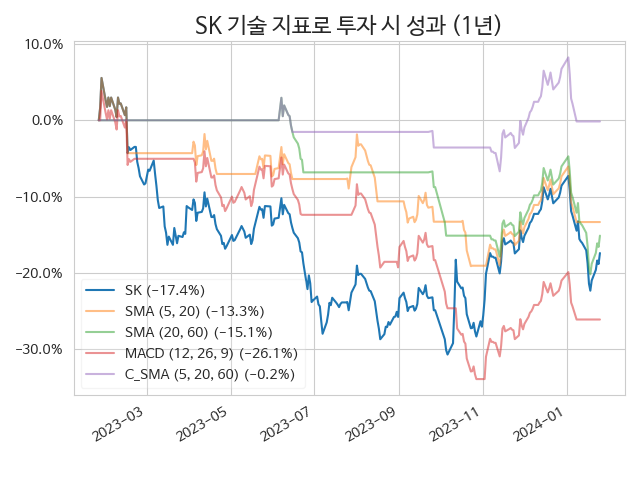 SK 기술 지표로 투자 시 성과 (1년)
10.0%
0.0%
−10.0%
−20.0%
−30.0%
SK (−17.4%)
SMA (5, 20) (−13.3%)
SMA (20, 60) (−15.1%)
MACD (12, 26, 9) (−26.1%)
C_SMA (5, 20, 60) (−0.2%)
2023-03
2023-05
2023-07
2023-09
2023-11
2024-01